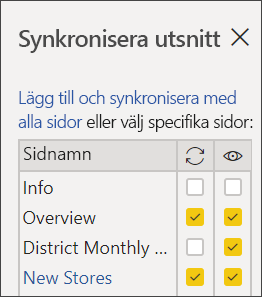 Synkronisera utsnitt
Lägg till och synkronisera med
alla sidor eller välj specifika sidor:
Sidnamn
Info
Overview
District Monthly ...
New Stores